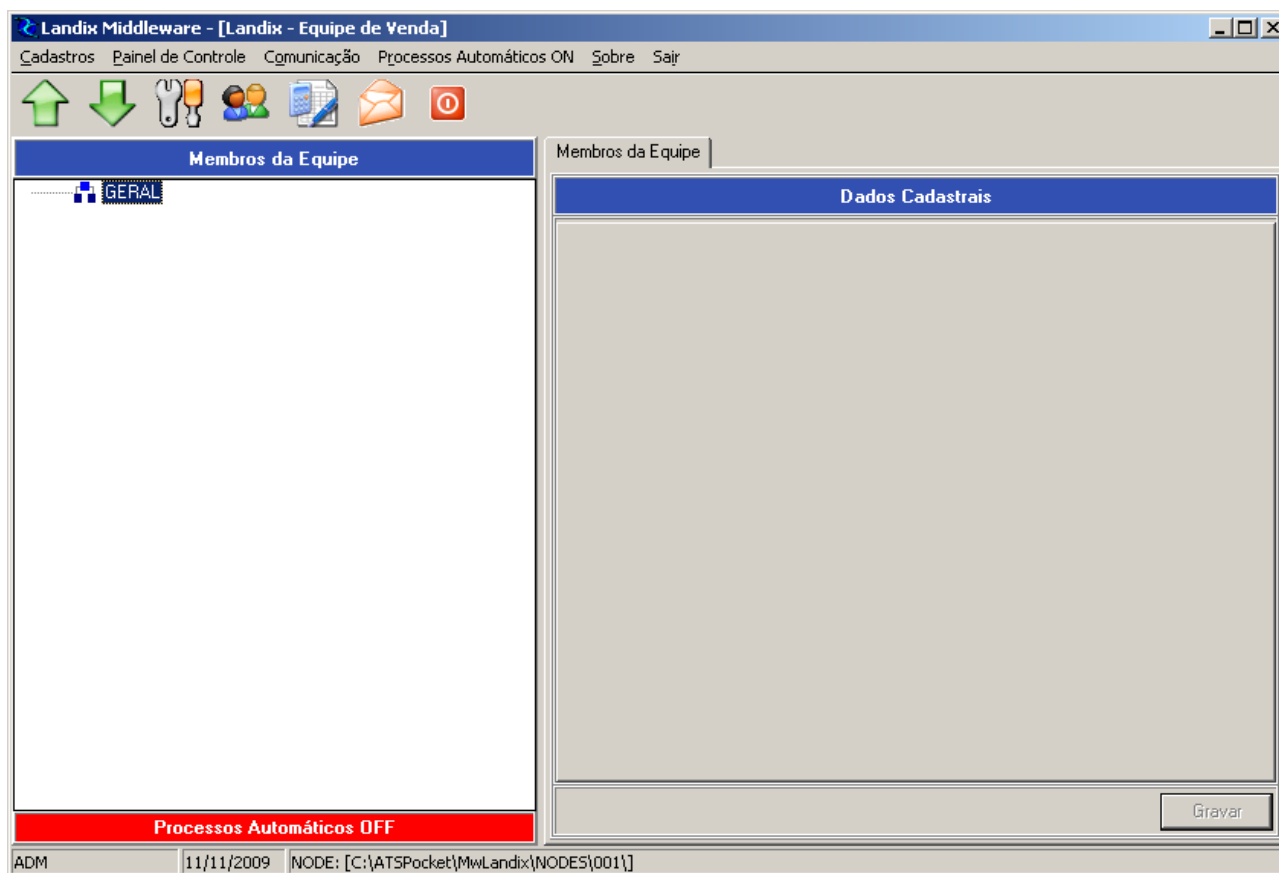 Landix Middleware - [Landix - Equipe de Venda]
Cadastros Painel de Controle Comunicação Processos Automáticos ON Sobre Sair
Membros da Equipe
GERAL
Processos Automáticos OFF
Membros da Equipe
Dados Cadastrais
Gravar
ADM 11/11/2009 NODE: [C:\ATSPocket\MwLandix\NODES\001\]